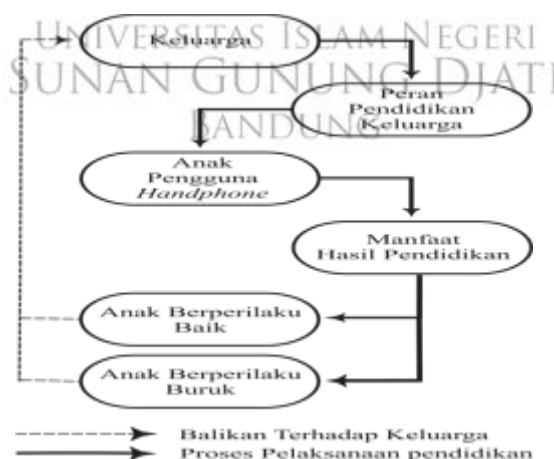 UNIVERSITAS ISLAM NEGERI
SUNAN GUNUNG DJATI
BANDUNG
Keluarga
Peran
Pendidikan
Keluarga
Anak
Pengguna
Handphone
Manfaat
Hasil Pendidikan
Anak Berperilaku
Baik
Anak Berperilaku
Buruk
Balikan Terhadap Keluarga
Proses Pelaksanaan pendidikan